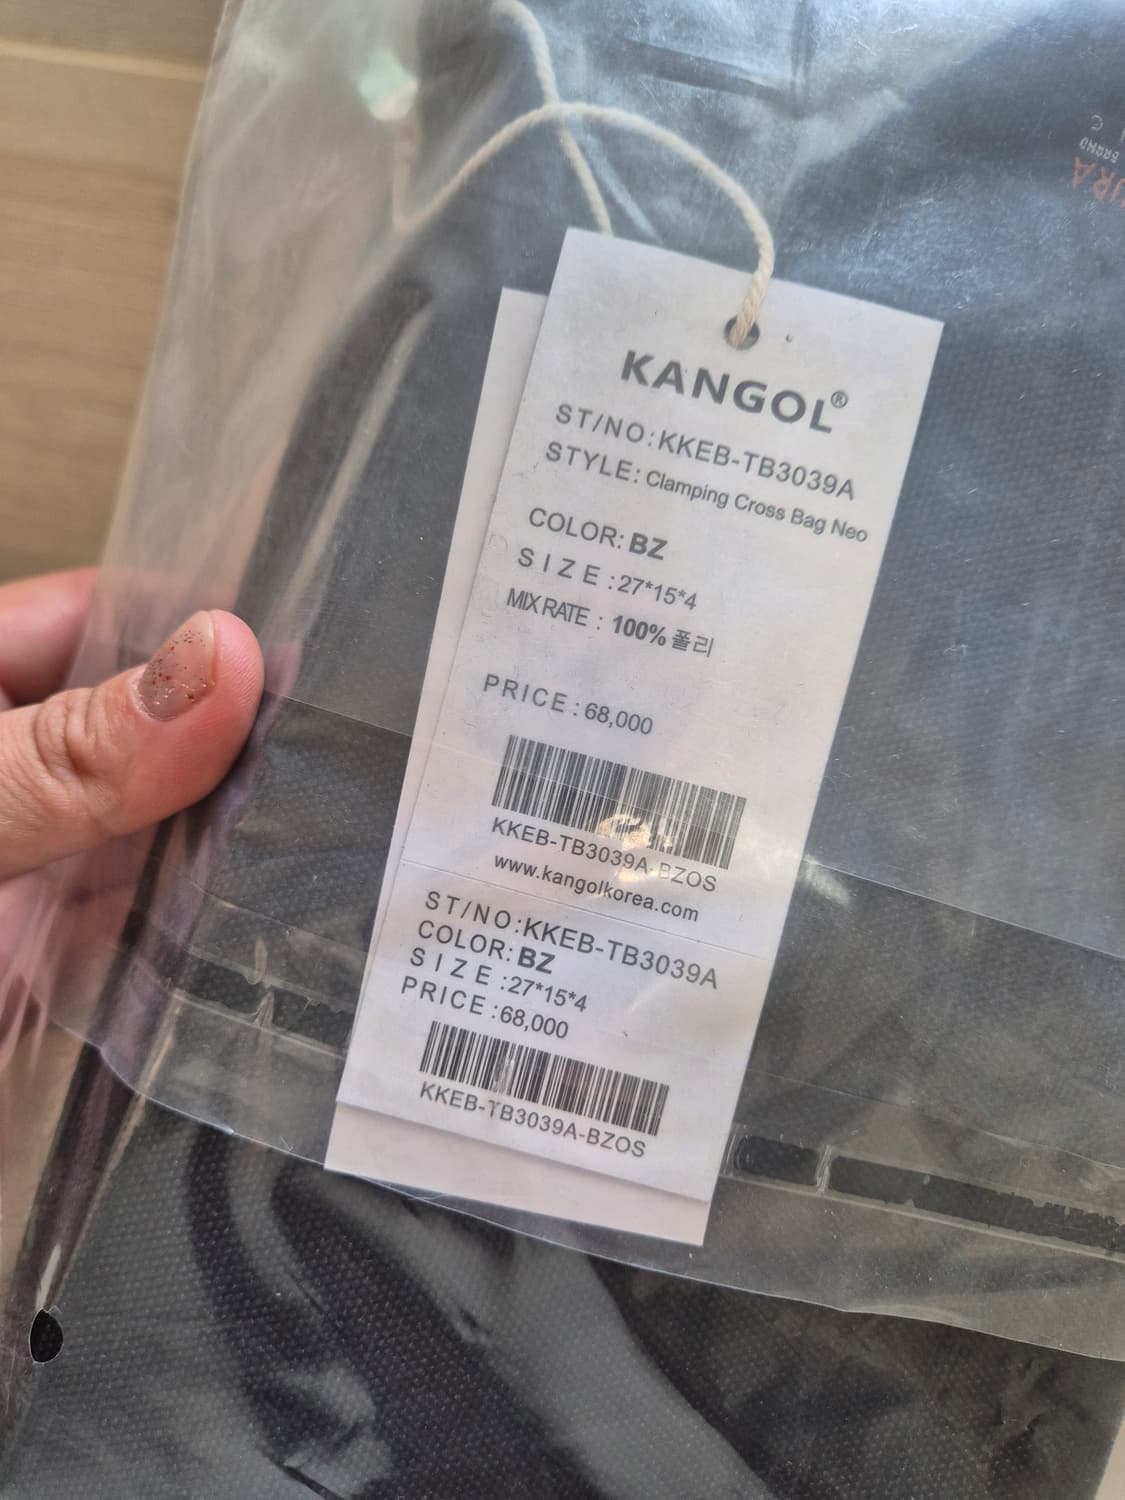 KANGOL®
ST/NO:KKEB-TB3039A
STYLE: Clamping Cross Bag Neo
COLOR: BZ
SIZE:27*15*4
MIX RATE : 100% 폴리
PRICE:68,000
KKEB-TB3039A-BZOS
www.kangolkorea.com
ST/NO:KKEB-TB3039A
COLOR: BZ
SIZE:27*15*4
PRICE:68,000
KKEB-TB3039A-BZOS
BRAND